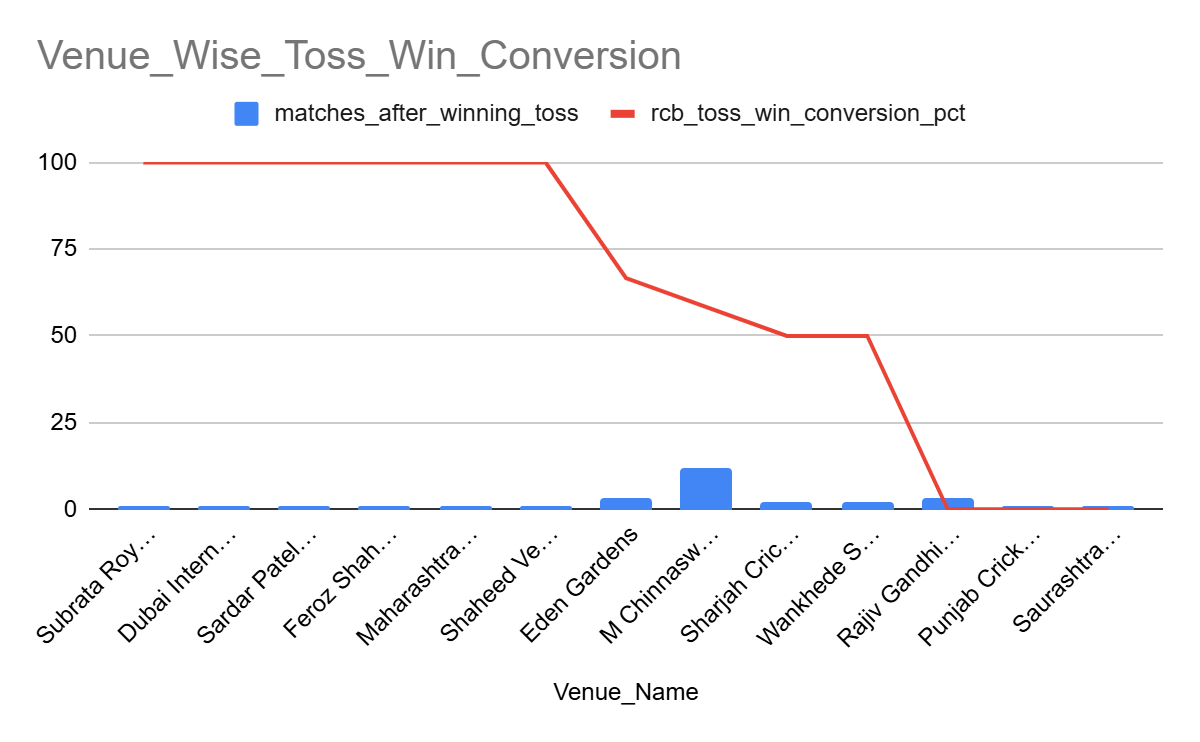 Venue_Wise_Toss_Win_Conversion
matches_after_winning_toss
rcb_toss_win_conversion_pct
100
75
50
25
0
Subrata Roy…
Dubai Intern…
Sardar Patel…
Feroz Shah…
Maharashtra…
Shaheed Ve…
Eden Gardens
M Chinnasw…
Sharjah Cric…
Wankhede S…
Rajiv Gandhi…
Punjab Crick…
Saurashtra…
Venue_Name